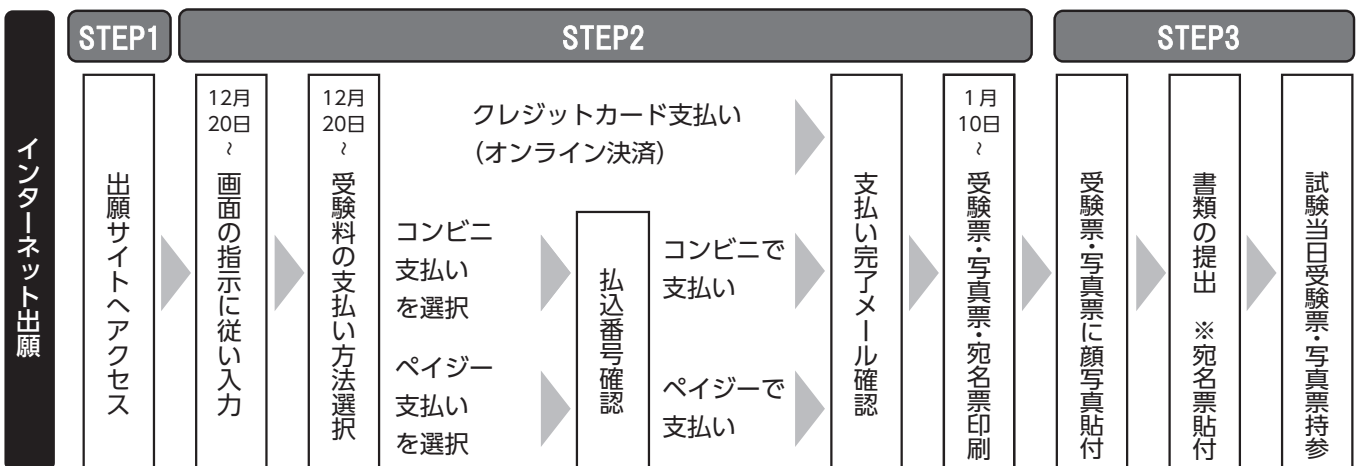 インターネット出願
STEP1
出願サイトへアクセス
STEP2
12月
20日
~
画面の指示に従い入力
12月
20日
~
受験料の支払い方法選択
クレジットカード支払い
(オンライン決済)
コンビニ
支払い
を選択
ペイジー
支払い
を選択
払込番号確認
コンビニで
支払い
ペイジーで
支払い
支払い完了メール確認
1月
10日
~
受験票・写真票・宛名票印刷
STEP3
受験票・写真票に顔写真貼付
書類の提出 ※宛名票貼付
試験当日受験票・写真票持参